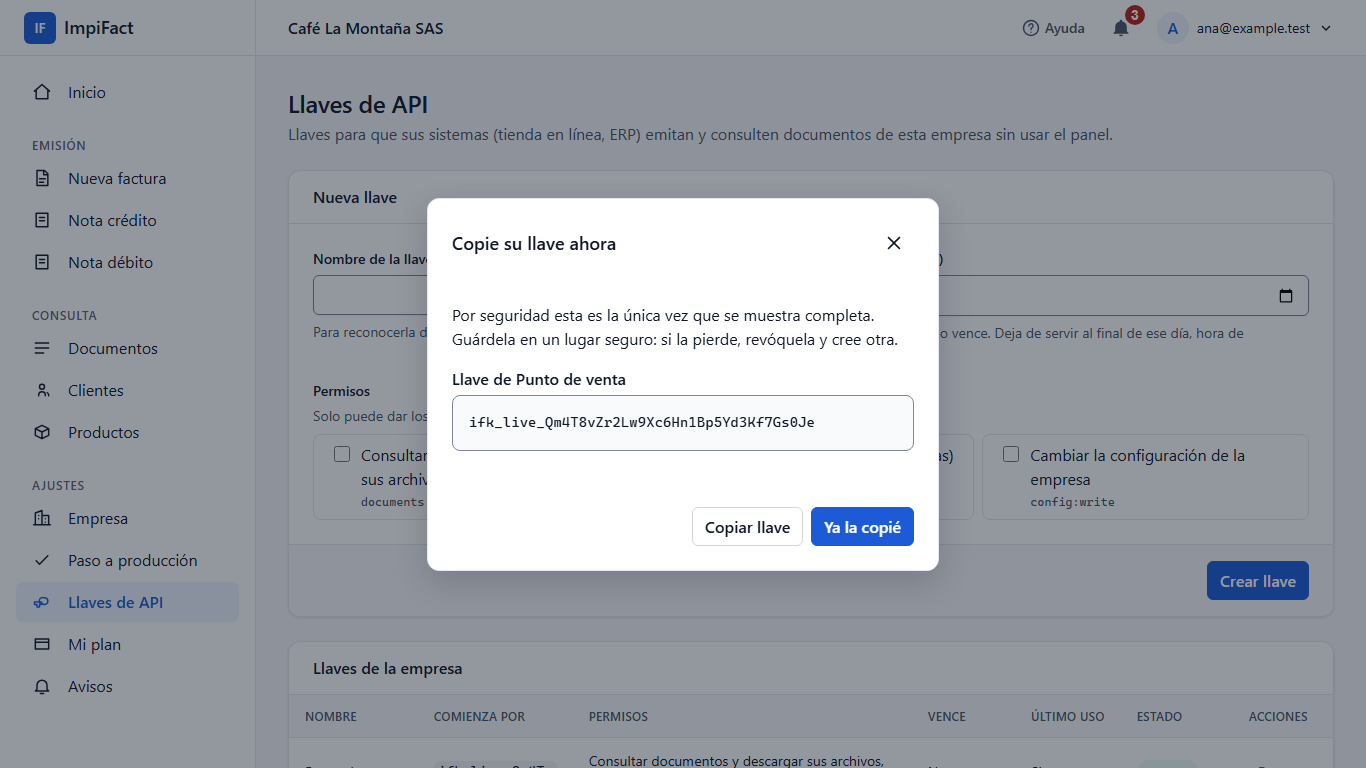 IF ImpiFact
Café La Montaña SAS
Ayuda
3
A ana@example.test
Inicio
EMISIÓN
Nueva factura
Nota crédito
Nota débito
CONSULTA
Documentos
Clientes
Productos
AJUSTES
Empresa
Paso a producción
Llaves de API
Mi plan
Avisos
Llaves de API
Llaves para que sus sistemas (tienda en línea, ERP) emitan y consulten documentos de esta empresa sin usar el panel.
Nueva llave
Nombre de la
Para reconocerla
vence. Deja de servir al final de ese día, hora de
Permisos
Solo puede dar los
Consultar
sus
documents
Cambiar la configuración de la
empresa
config:write
Crear llave
Copie su llave ahora
Por seguridad esta es la única vez que se muestra completa.
Guárdela en un lugar seguro: si la pierde, revóquela y cree otra.
Llave de Punto de venta
ifk_live_Qm4T8vZr2Lw9Xc6Hn1Bp5Yd3Kf7Gs0Je
Copiar llave
Ya la copié
Llaves de la empresa
NOMBRE COMIENZA POR PERMISOS VENCE ÚLTIMO USO ESTADO ACCIONES
Consultar documentos y descargar sus archivos,